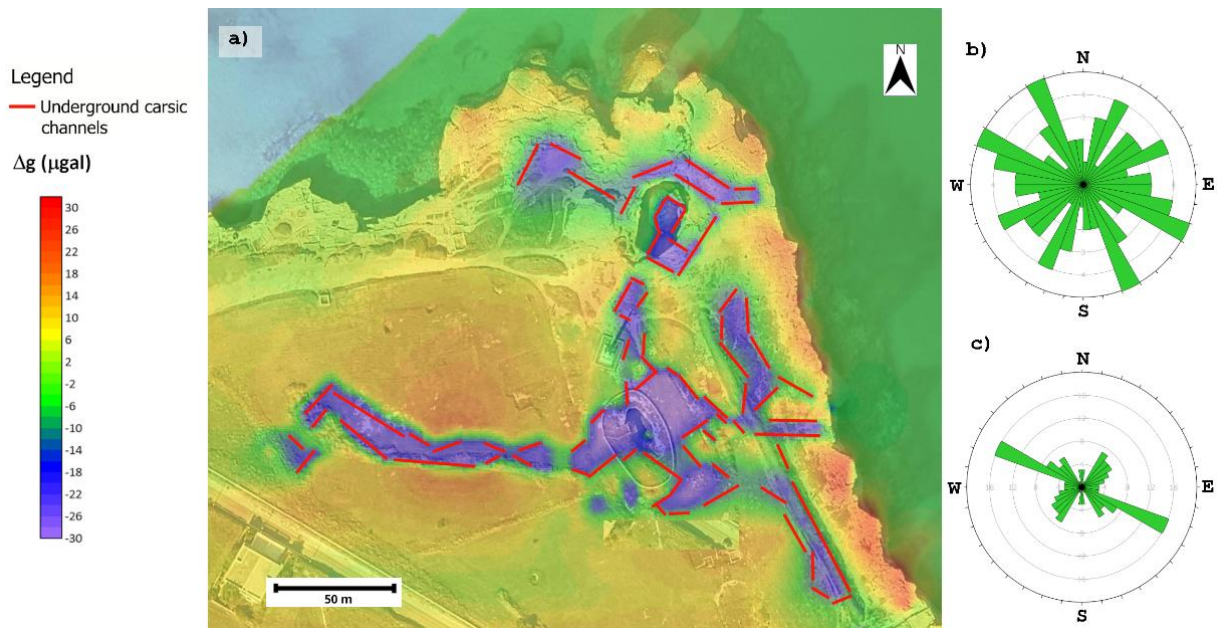 Legend
Underground carsic
channels
Δg (µgal)
30
26
22
18
14
10
6
2
-2
-6
-10
-14
-18
-22
-26
-30
a)
N
50 m
b)
N
W
E
S
c)
N
W
E
S